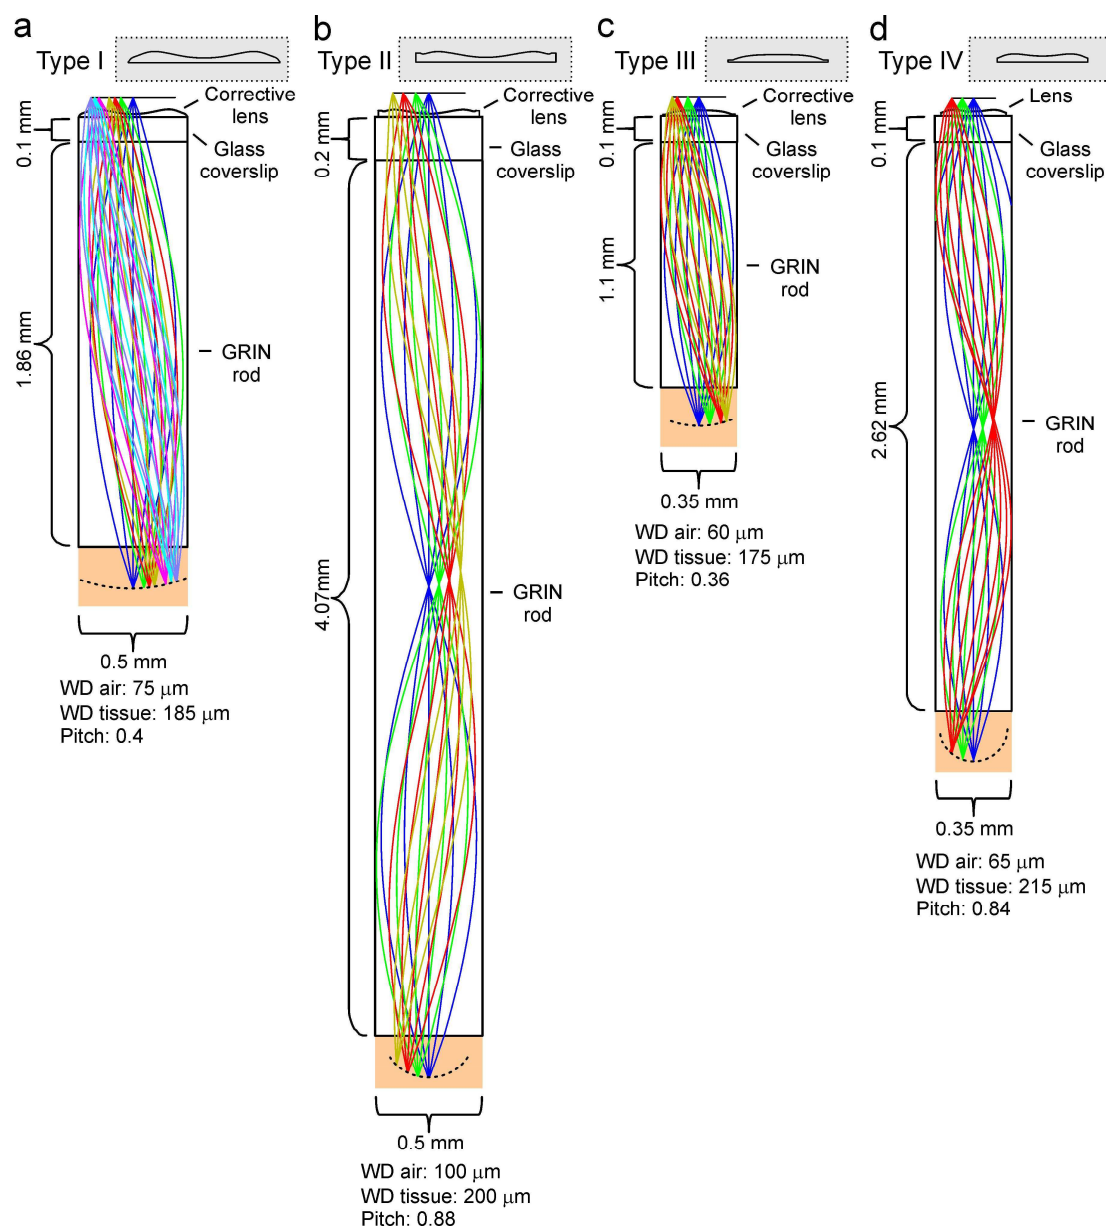 a
Type I
Corrective
lens
0.1 mm
Glass
coverslip
1.86 mm
GRIN
rod
0.5 mm
WD air: 75 μm
WD tissue: 185 μm
Pitch: 0.4
b
Type II
Corrective
lens
0.2 mm
Glass
coverslip
4.07mm
GRIN
rod
0.5 mm
WD air: 100 μm
WD tissue: 200 μm
Pitch: 0.88
c
Type III
Corrective
lens
0.1 mm
Glass
coverslip
1.1 mm
GRIN
rod
0.35 mm
WD air: 60 μm
WD tissue: 175 μm
Pitch: 0.36
d
Type IV
Lens
0.1 mm
Glass
coverslip
2.62 mm
GRIN
rod
0.35 mm
WD air: 65 μm
WD tissue: 215 μm
Pitch: 0.84